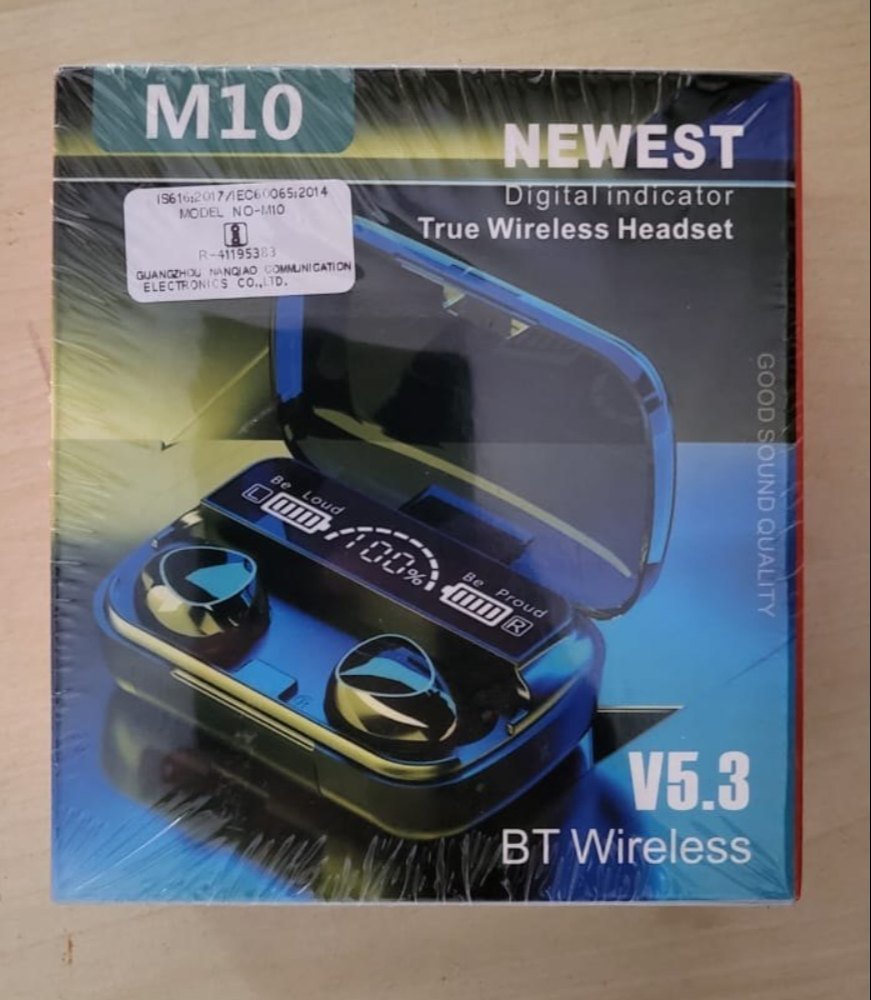 M10
NEWEST
Digital indicator
True Wireless Headset
IS616:2017/IEC60065:2014
MODEL NO-M10
R-41195383
GUANGZHOU NANQIAO COMMUNICATION
ELECTRONICS CO.,LTD.
GOOD SOUND QUALITY
Be Loud
L
100%
Be Proud
R
V5.3
BT Wireless